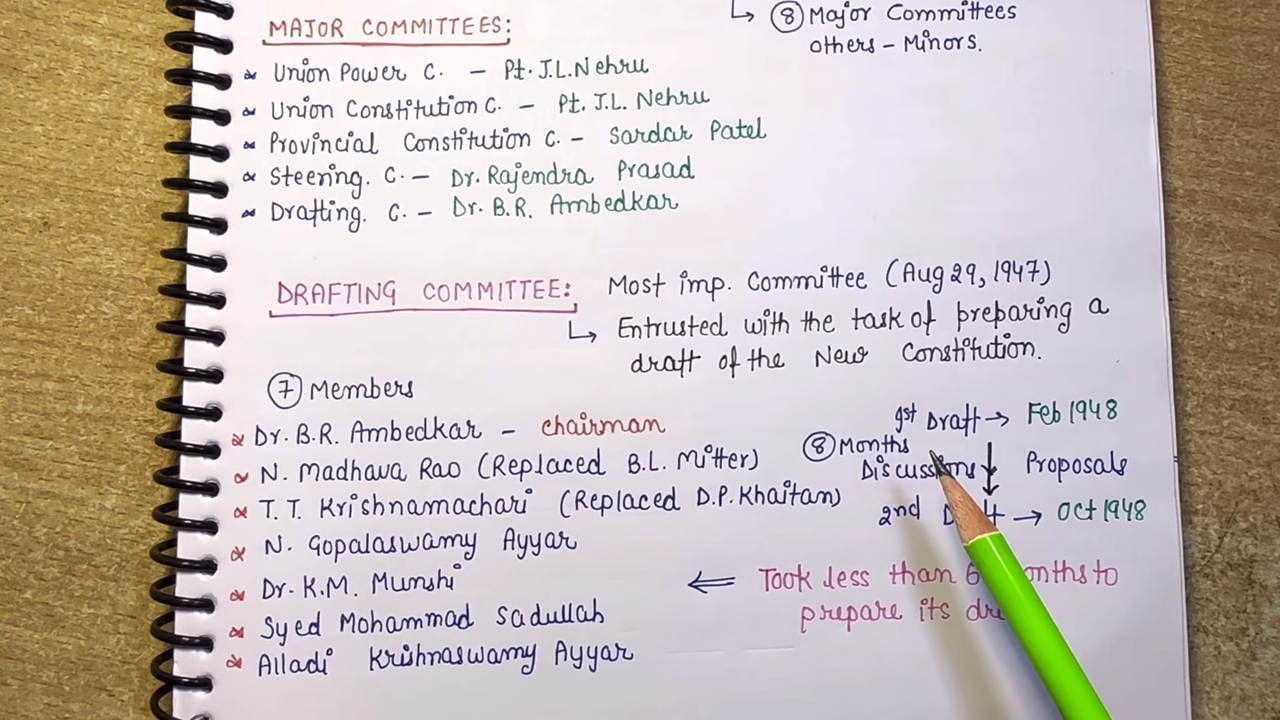 MAJOR COMMITTEES:
↳ ⑧ Major Committees
others - Minors.
Union Power C. - Pt. J.L. Nehru
Union Constitution C. - Pt. J.L. Nehru
Provincial Constitution C. - Sardar Patel
Steering. C. - Dr. Rajendra Prasad
Drafting. C. - Dr. B.R. Ambedkar
DRAFTING COMMITTEE: Most imp. Committee (Aug 29, 1947)
↳ Entrusted with the task of preparing a
draft of the New Constitution.
⑦ Members
Dr. B.R. Ambedkar - chairman
N. Madhava Rao (Replaced B.L. Mitter)
T.T. Krishnamachari (Replaced D.P. Khaitan)
N. Gopalaswamy Ayyar
Dr. K.M. Munshi
Syed Mohammad Sadullah
Alladi Krishnaswamy Ayyar
Draft → Feb 1948
⑧ Months
Discussions ↓ Proposals
2nd → Oct 1948
⇐ Took less than 6 to
prepare its